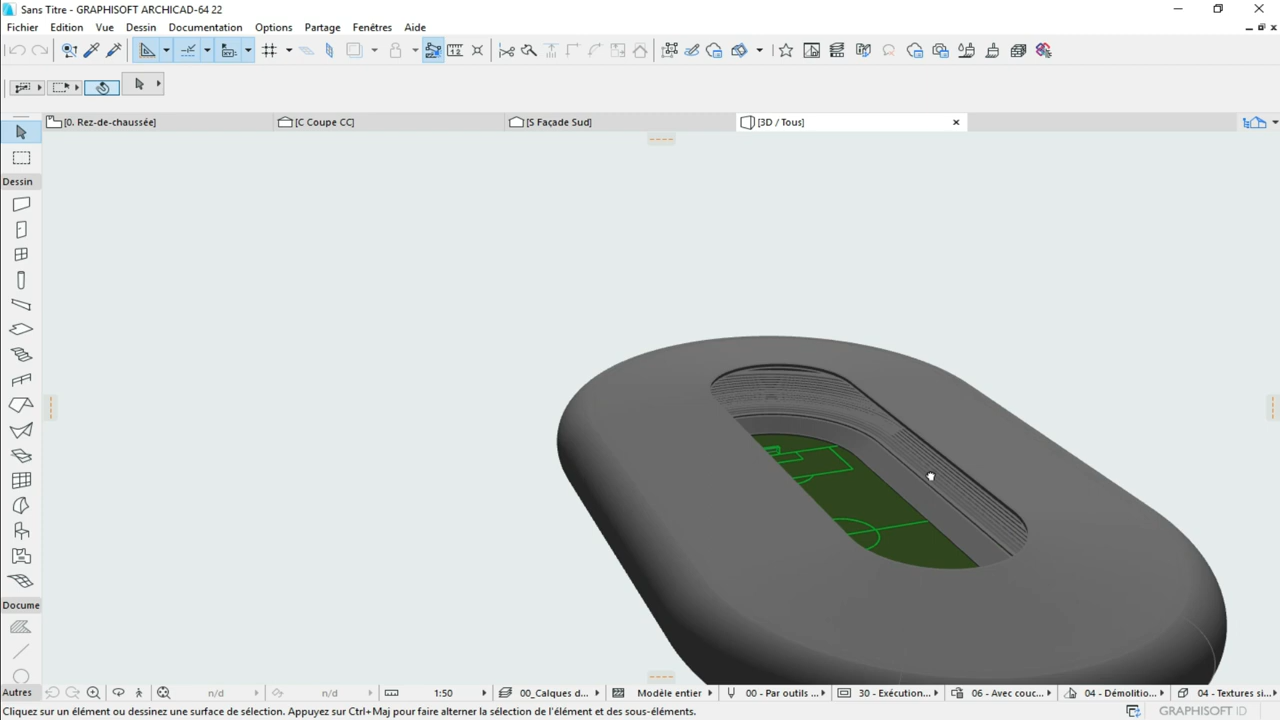 Sans Titre - GRAPHISOFT ARCHICAD-64 22
Fichier Edition Vue Dessin Documentation Options Partage Fenêtres Aide
[0. Rez-de-chaussée] [C Coupe CC] [S Façade Sud] [3D / Tous]
Dessin
Docume
Autres n/d n/d 1:50 00_Calques d... Modèle entier 00 - Par outils ... 30 - Exécution... 06 - Avec couc... 04 - Démolitio... 04 - Textures si...
Cliquez sur un élément ou dessinez une surface de sélection. Appuyez sur Ctrl+Maj pour faire alterner la sélection de l'élément et des sous-éléments. GRAPHISOFT ID